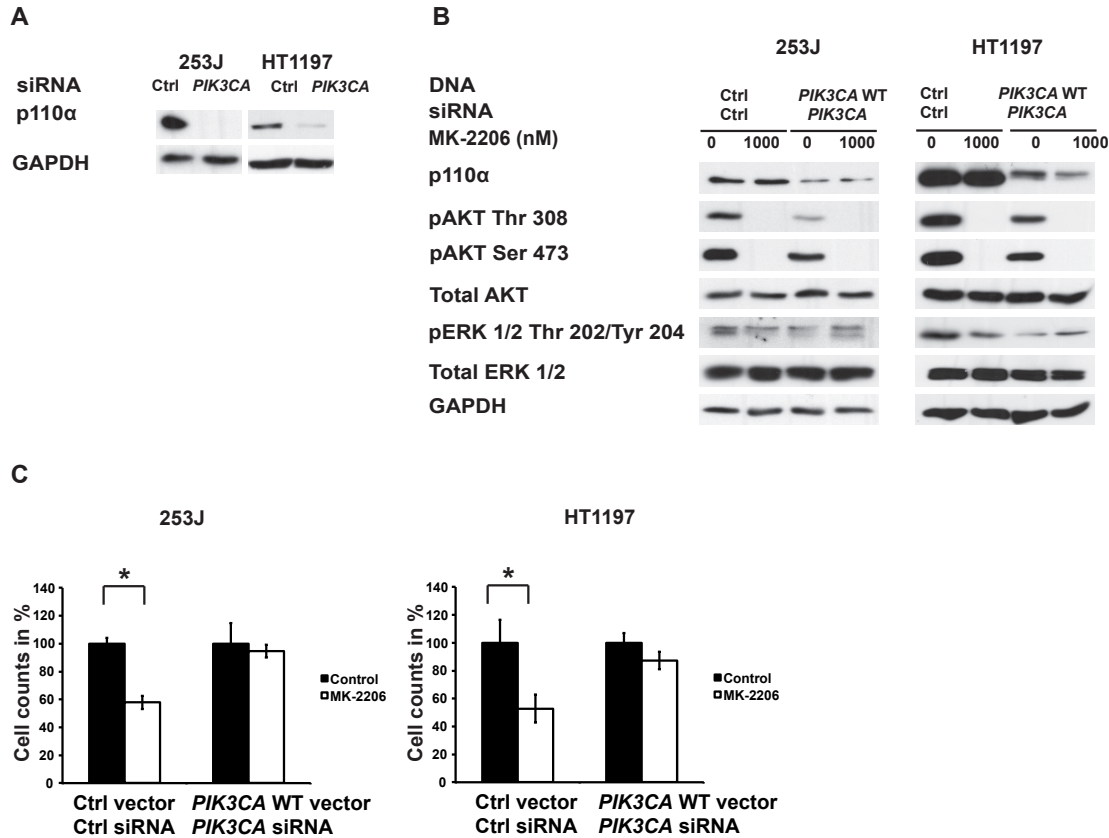 A
253J HT1197
siRNA Ctrl PIK3CA Ctrl PIK3CA
p110α
GAPDH
B
253J HT1197
DNA Ctrl PIK3CA WT Ctrl PIK3CA WT
siRNA Ctrl PIK3CA Ctrl PIK3CA
MK-2206 (nM) 0 1000 0 1000 0 1000 0 1000
p110α
pAKT Thr 308
pAKT Ser 473
Total AKT
pERK 1/2 Thr 202/Tyr 204
Total ERK 1/2
GAPDH
C
253J
Cell counts in %
140
120
100
80
60
40
20
0
*
Control
MK-2206
Ctrl vector PIK3CA WT vector
Ctrl siRNA PIK3CA siRNA
HT1197
Cell counts in %
140
120
100
80
60
40
20
0
*
Control
MK-2206
Ctrl vector PIK3CA WT vector
Ctrl siRNA PIK3CA siRNA